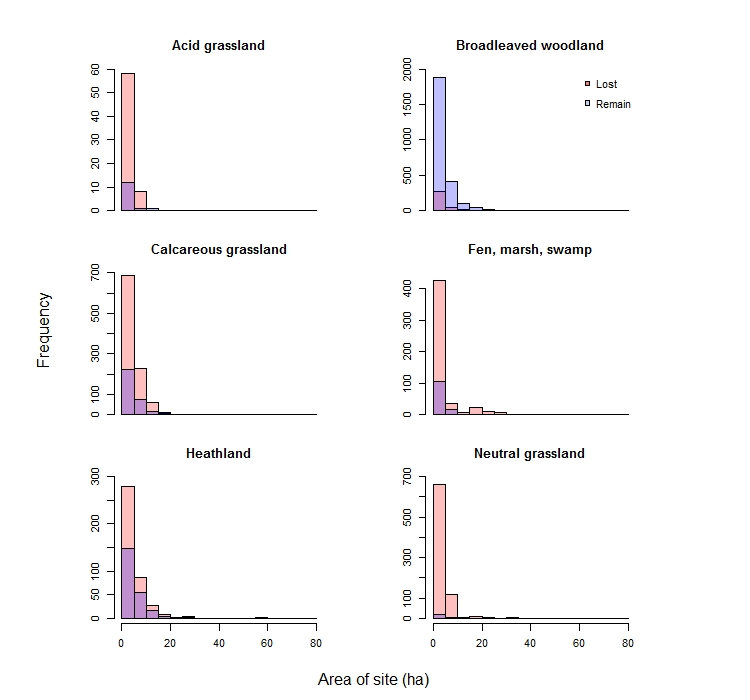 Acid grassland
60
50
40
30
20
10
0
Broadleaved woodland
2000
1500
1000
500
0
Lost
Remain
Calcareous grassland
700
500
300
100
0
Fen, marsh, swamp
400
300
200
100
0
Frequency
Heathland
300
200
100
50
0
0 20 40 60 80
Neutral grassland
700
500
300
100
0
0 20 40 60 80
Area of site (ha)